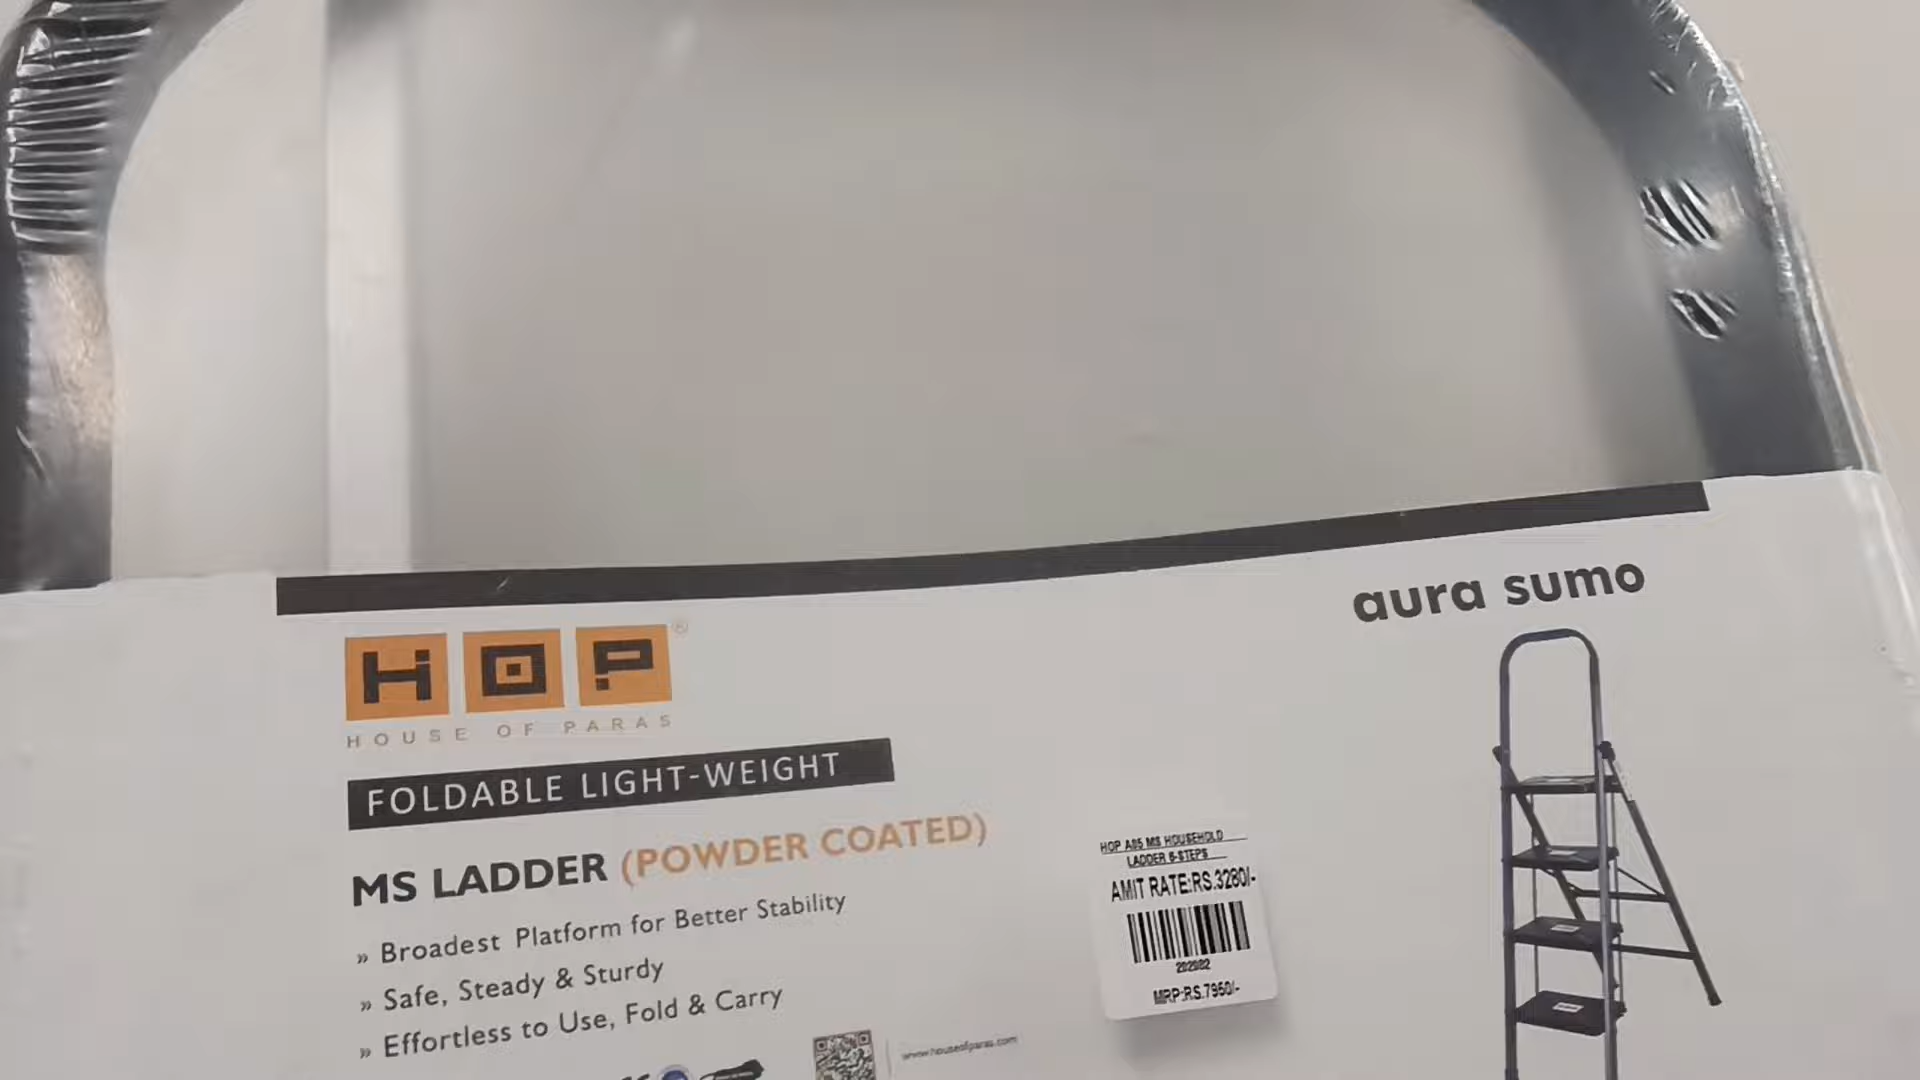 aura sumo
HOP®
HOUSE OF PARAS
FOLDABLE LIGHT-WEIGHT
MS LADDER (POWDER COATED)
» Broadest Platform for Better Stability
» Safe, Steady & Sturdy
» Effortless to Use, Fold & Carry
HOP A05 MS HOUSEHOLD
LADDER 6-STEPS
AMIT RATE:RS.3280/-
MRP:RS.7950/-
www.houseofparas.com